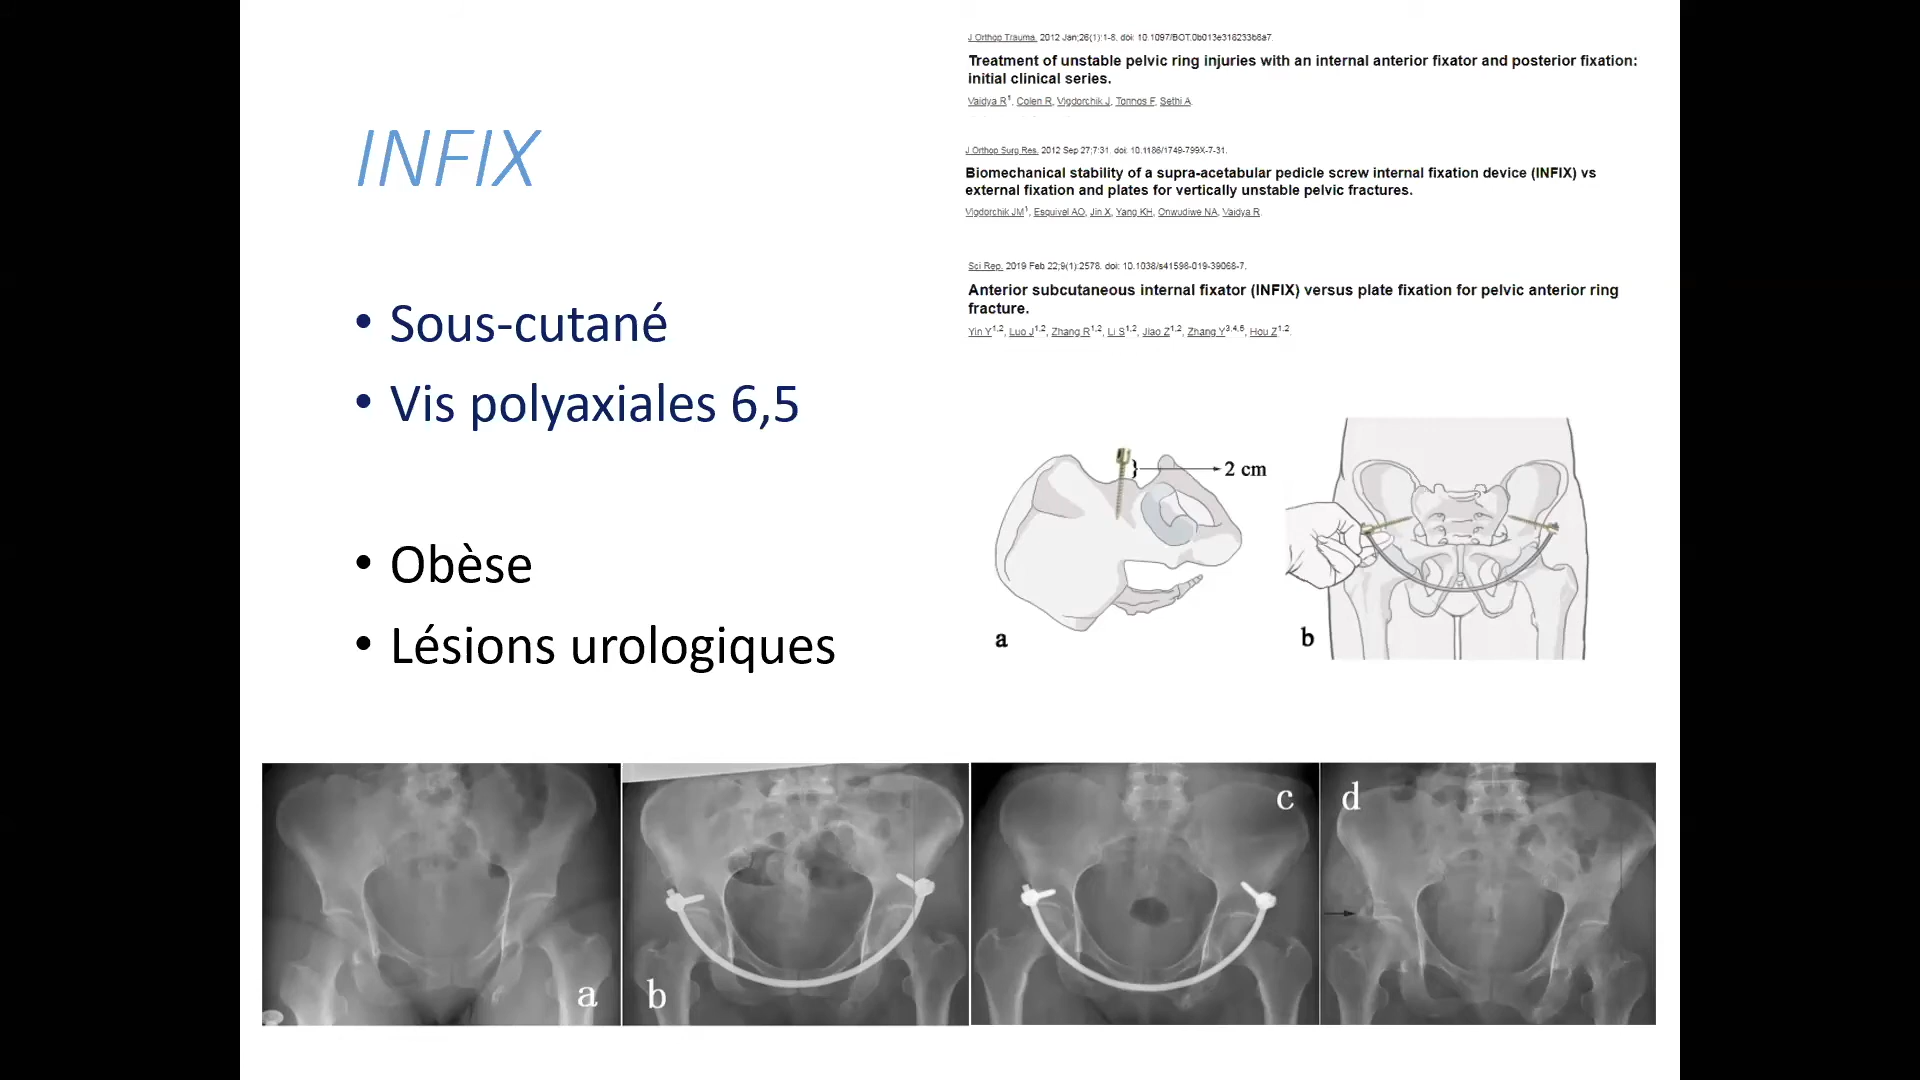 INFIX
• Sous-cutané
• Vis polyaxiales 6,5
• Obèse
• Lésions urologiques
J Orthop Trauma. 2012 Jan;26(1):1-8. doi: 10.1097/BOT.0b013e318233b8a7.
Treatment of unstable pelvic ring injuries with an internal anterior fixator and posterior fixation:
initial clinical series.
Vaidya R1, Colen R, Vigdorchik J, Tonnos F, Sethi A.
J Orthop Surg Res. 2012 Sep 27;7:31. doi: 10.1186/1749-799X-7-31.
Biomechanical stability of a supra-acetabular pedicle screw internal fixation device (INFIX) vs
external fixation and plates for vertically unstable pelvic fractures.
Vigdorchik JM1, Esquivel AO, Jin X, Yang KH, Onwudiwe NA, Vaidya R.
Sci Rep. 2019 Feb 22;9(1):2578. doi: 10.1038/s41598-019-39068-7.
Anterior subcutaneous internal fixator (INFIX) versus plate fixation for pelvic anterior ring
fracture.
Yin Y1,2, Luo J1,2, Zhang R1,2, Li S1,2, Jiao Z1,2, Zhang Y3,4,5, Hou Z1,2.
2 cm
a
b
a
b
c
d